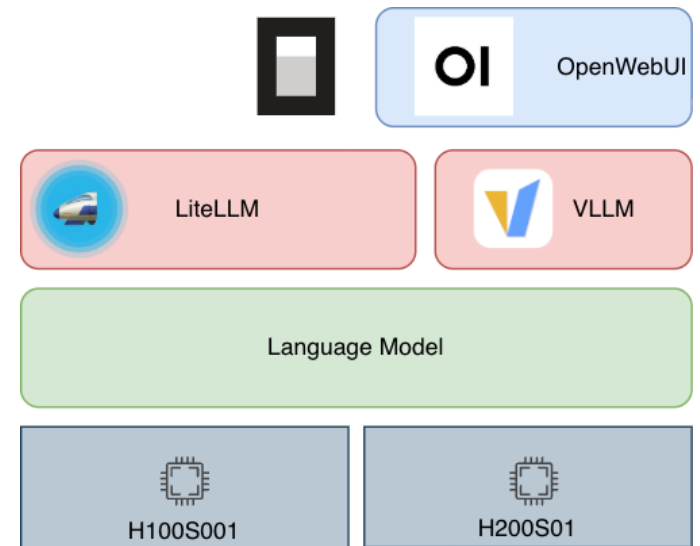 OI
OpenWebUI
LiteLLM
VLLM
Language Model
H100S001
H200S01